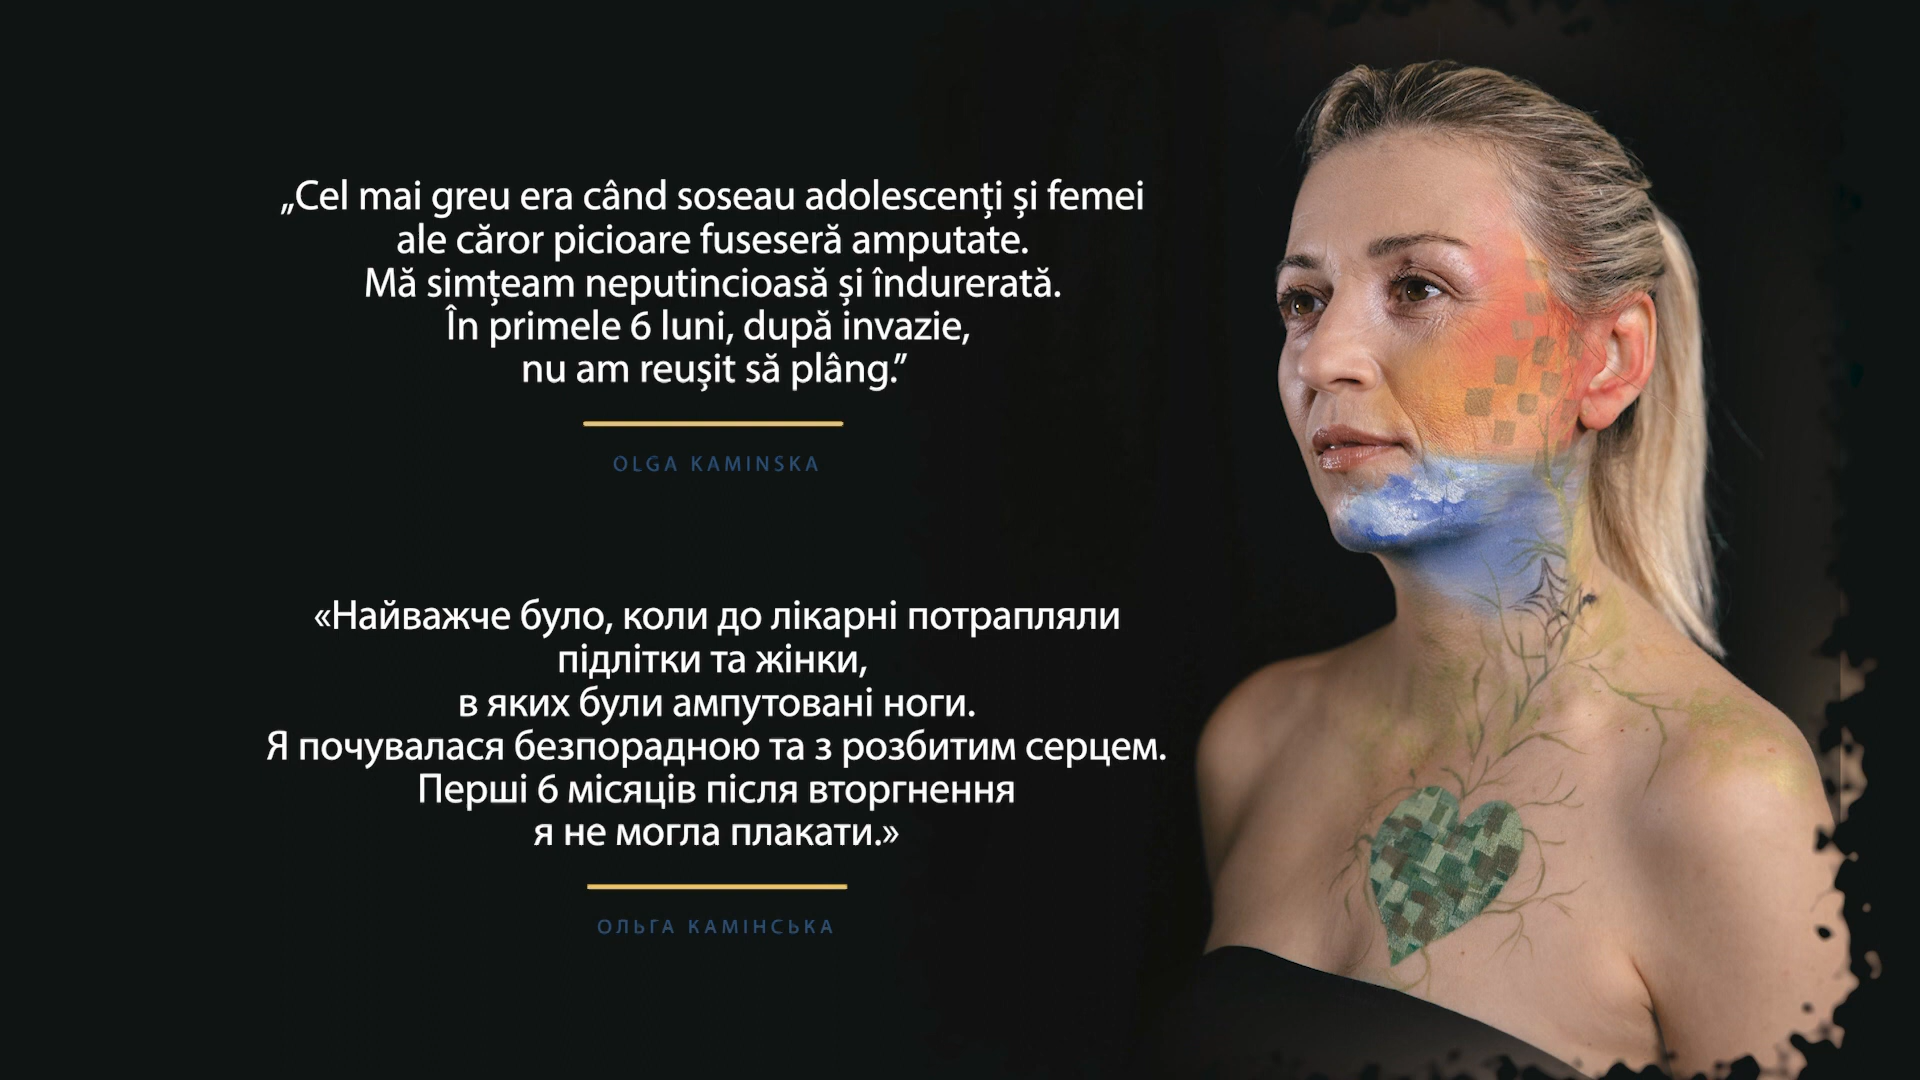 „Cel mai greu era când soseau adolescenți și femei
ale căror picioare fuseseră amputate.
Mă simțeam neputincioasă și îndurerată.
În primele 6 luni, după invazie,
nu am reușit să plâng.”
OLGA KAMINSKA
«Найважче було, коли до лікарні потрапляли
підлітки та жінки,
в яких були ампутовані ноги.
Я почувалася безпорадною та з розбитим серцем.
Перші 6 місяців після вторгнення
я не могла плакати.»
ОЛЬГА КАМІНСЬКА